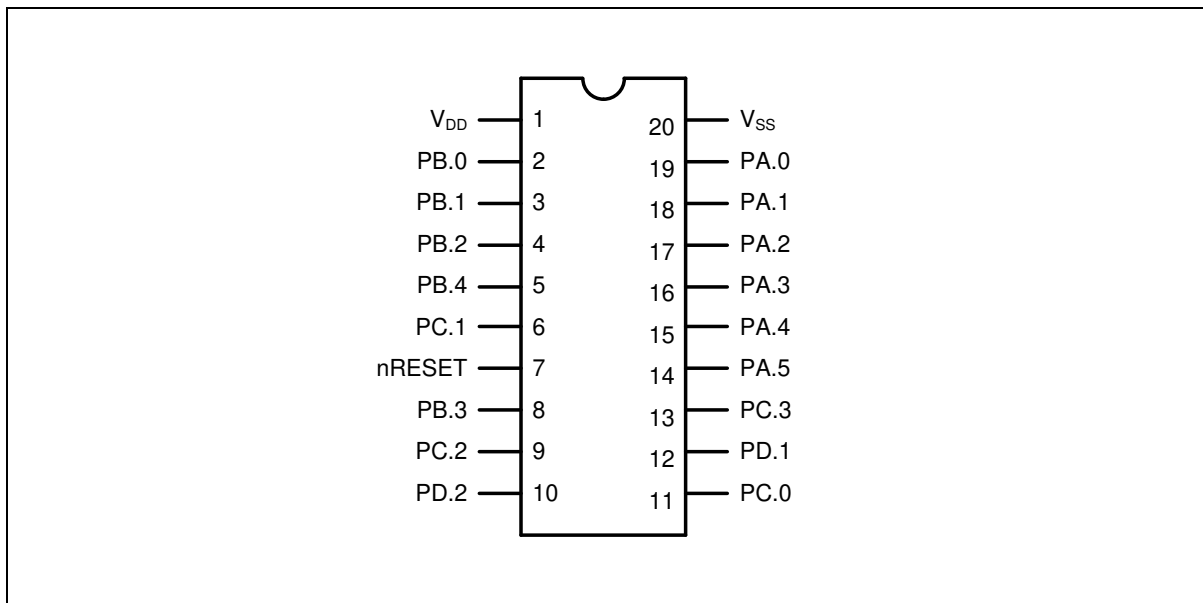 V_DD 1 20 V_SS
PB.0 2 19 PA.0
PB.1 3 18 PA.1
PB.2 4 17 PA.2
PB.4 5 16 PA.3
PC.1 6 15 PA.4
nRESET 7 14 PA.5
PB.3 8 13 PC.3
PC.2 9 12 PD.1
PD.2 10 11 PC.0